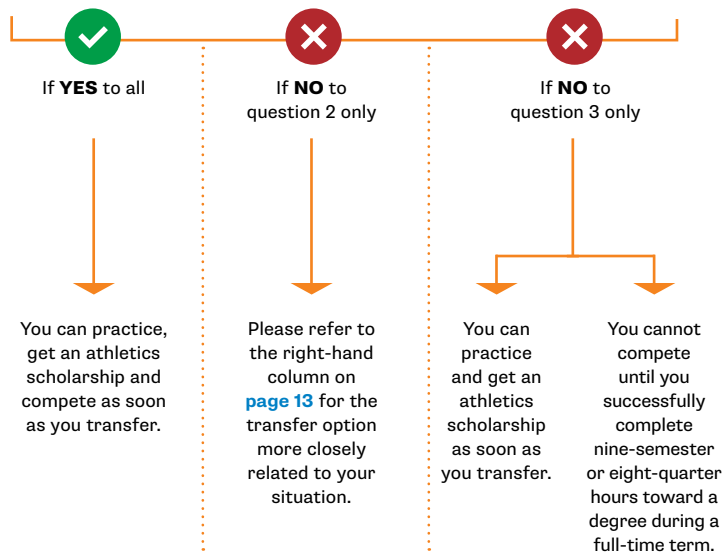 If YES to all
You can practice,
get an athletics
scholarship and
compete as soon
as you transfer.
If NO to
question 2 only
Please refer to
the right-hand
column on
page 13 for the
transfer option
more closely
related to your
situation.
If NO to
question 3 only
You can
practice
and get an
athletics
scholarship
as soon as
you transfer.
You cannot
compete
until you
successfully
complete
nine-semester
or eight-quarter
hours toward a
degree during a
full-time term.